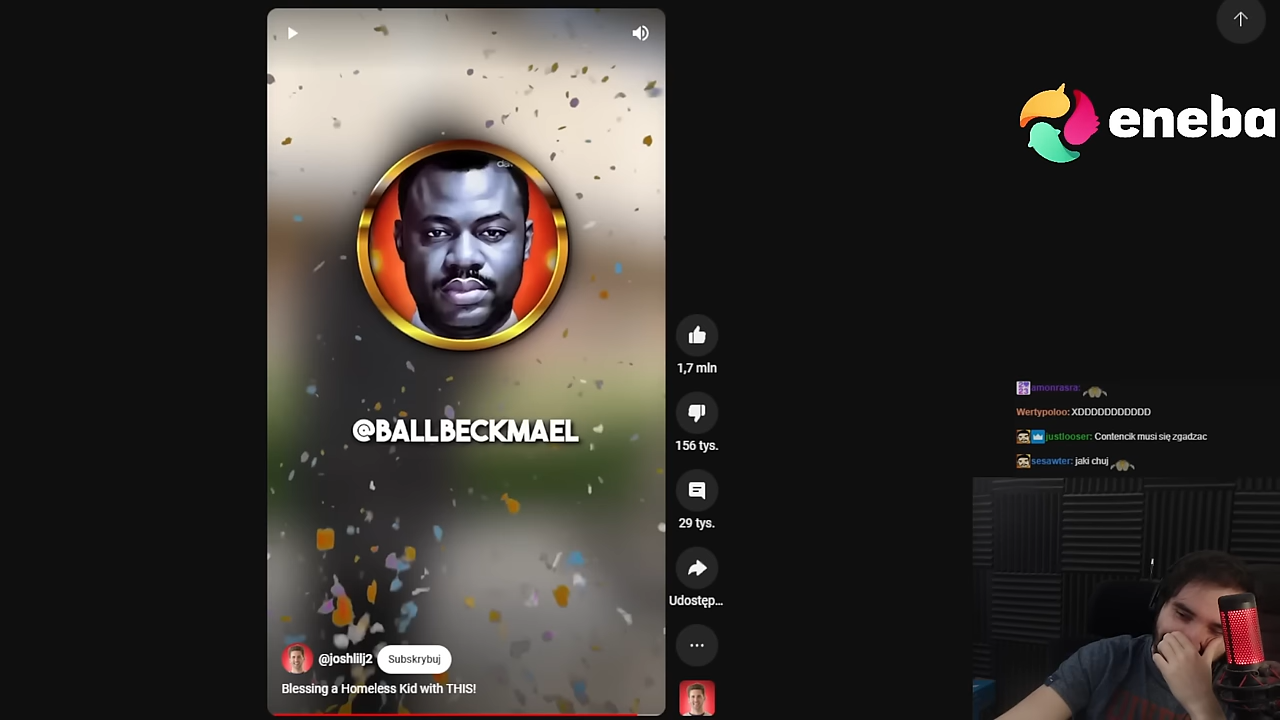 eneba
@BALLBECKMAEL
1,7 mln
156 tys.
29 tys.
Udostęp...
amonrasra:
Wertypoloo: XDDDDDDDDDDD
justlooser: Contencik musi się zgadzac
sesawter: jaki chuj
@joshlilj2
Subskrybuj
Blessing a Homeless Kid with THIS!